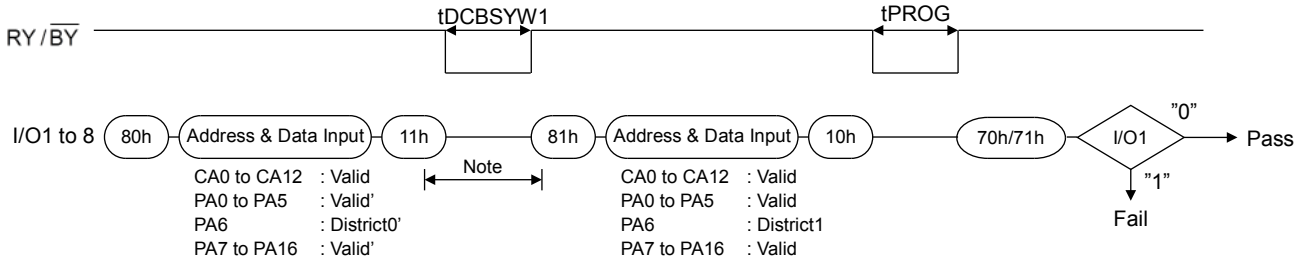 tDCBSYW1
tPROG
RY / BY
I/O1 to 8
80h
Address & Data Input
11h
81h
Address & Data Input
10h
70h/71h
I/O1
”0”
Pass
”1”
Fail
Note
CA0 to CA12 : Valid
PA0 to PA5 : Valid’
PA6 : District0’
PA7 to PA16 : Valid’
CA0 to CA12 : Valid
PA0 to PA5 : Valid
PA6 : District1
PA7 to PA16 : Valid